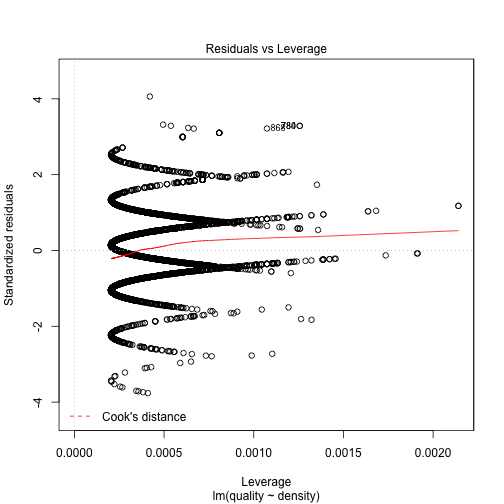 Residuals vs Leverage
Standardized residuals
4
2
0
-2
-4
865
Cook's distance
0.0000
0.0005
0.0010
0.0015
0.0020
Leverage
lm(quality ~ density)